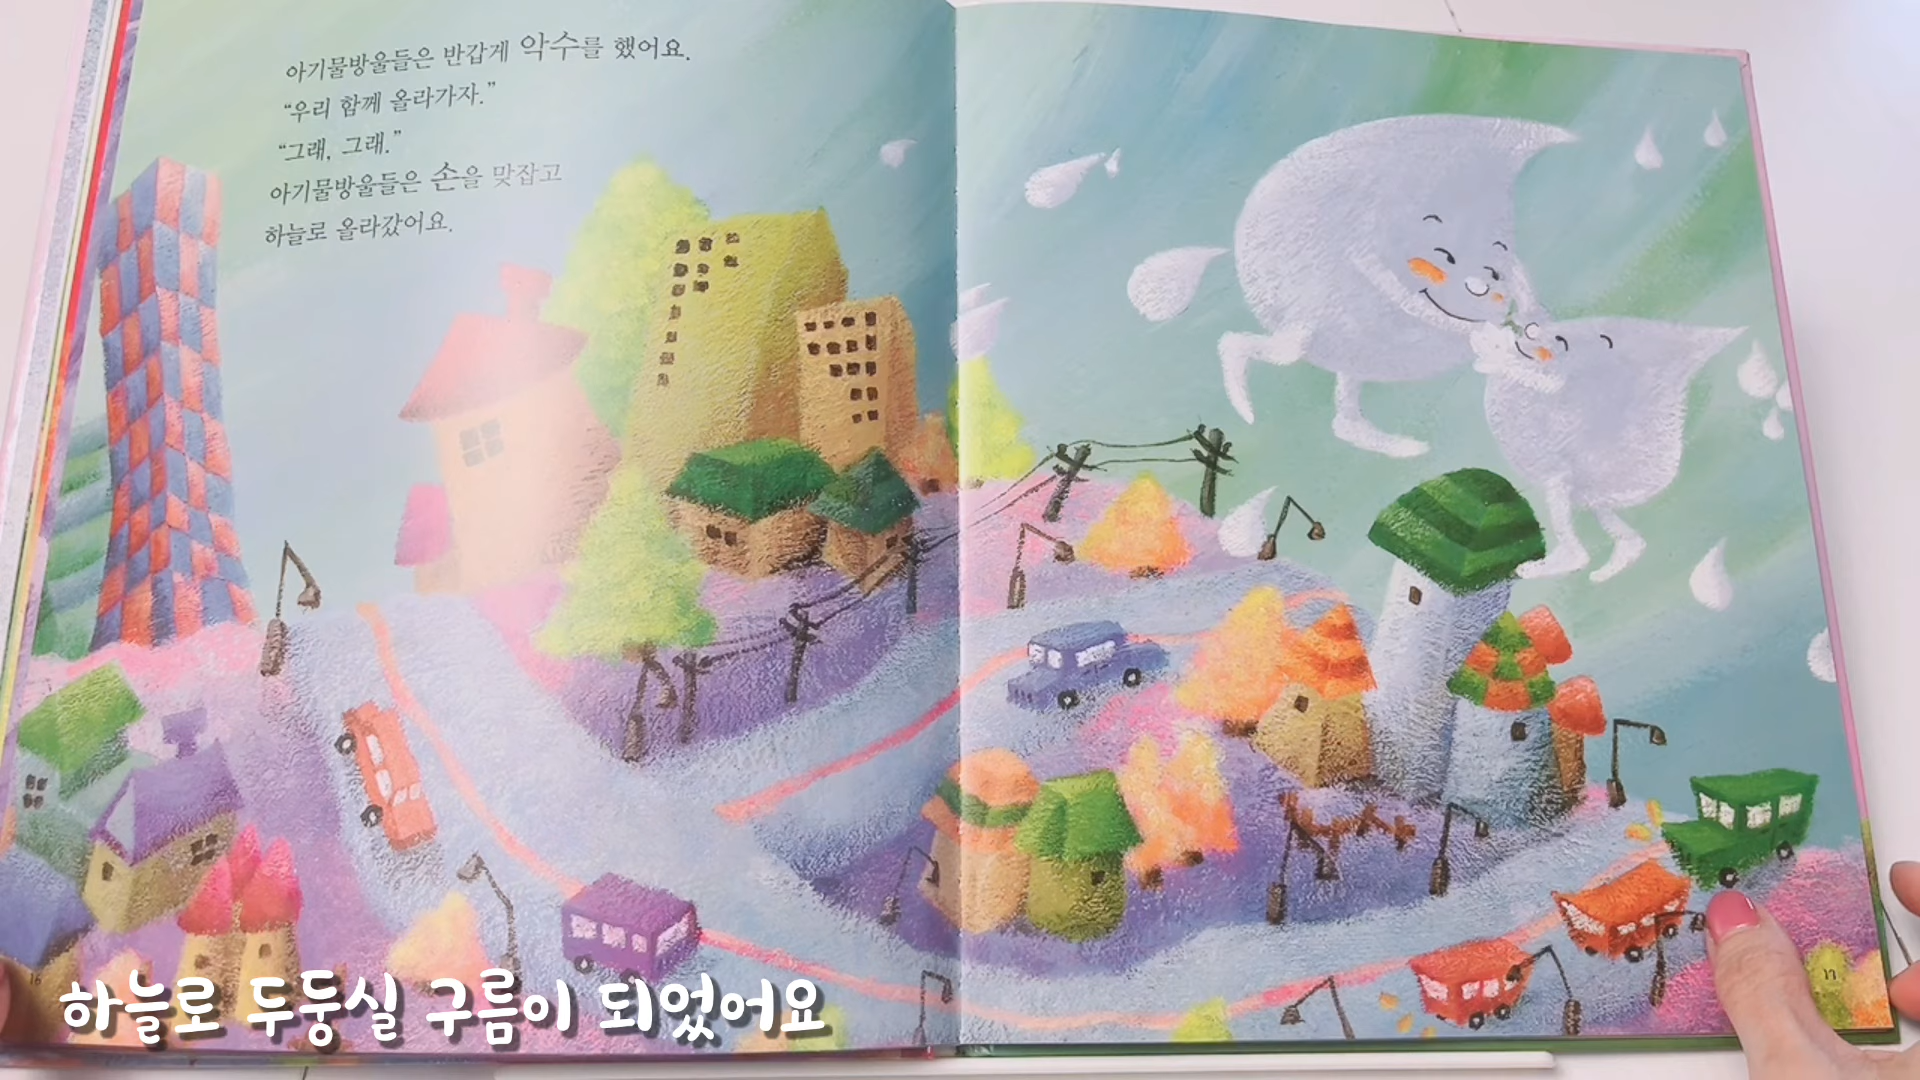 아기물방울들은 반갑게 악수를 했어요.
“우리 함께 올라가자.”
“그래, 그래.”
아기물방울들은 손을 맞잡고
하늘로 올라갔어요.
16
17
하늘로 두둥실 구름이 되었어요